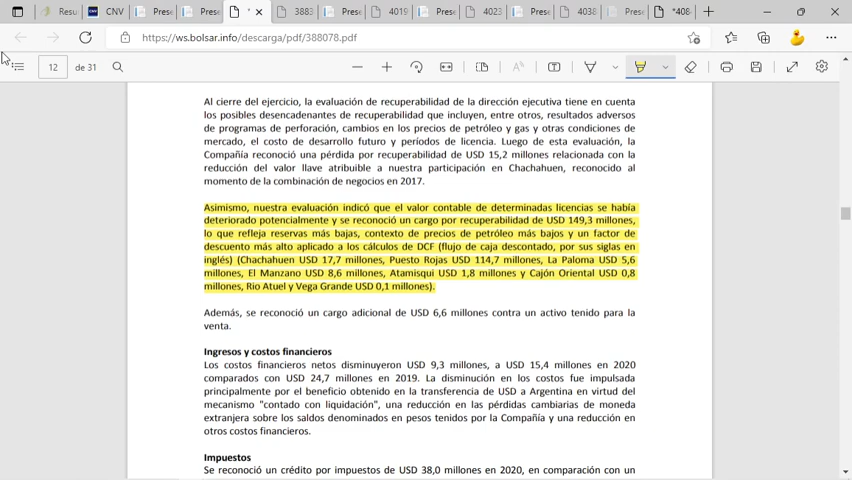 Resu
CNV
Prese
Prese
"
3883
Prese
4019
Prese
4023
Prese
4038
Prese
*408
https://ws.bolsar.info/descarga/pdf/388078.pdf
12 de 31
Al cierre del ejercicio, la evaluación de recuperabilidad de la dirección ejecutiva tiene en cuenta
los posibles desencadenantes de recuperabilidad que incluyen, entre otros, resultados adversos
de programas de perforación, cambios en los precios de petróleo y gas y otras condiciones de
mercado, el costo de desarrollo futuro y períodos de licencia. Luego de esta evaluación, la
Compañía reconoció una pérdida por recuperabilidad de USD 15,2 millones relacionada con la
reducción del valor llave atribuible a nuestra participación en Chachahuen, reconocido al
momento de la combinación de negocios en 2017.
Asimismo, nuestra evaluación indicó que el valor contable de determinadas licencias se había
deteriorado potencialmente y se reconoció un cargo por recuperabilidad de USD 149,3 millones,
lo que refleja reservas más bajas, contexto de precios de petróleo más bajos y un factor de
descuento más alto aplicado a los cálculos de DCF (flujo de caja descontado, por sus siglas en
inglés) (Chachahuen USD 17,7 millones, Puesto Rojas USD 114,7 millones, La Paloma USD 5,6
millones, El Manzano USD 8,6 millones, Atamisqui USD 1,8 millones y Cajón Oriental USD 0,8
millones, Rio Atuel y Vega Grande USD 0,1 millones).
Además, se reconoció un cargo adicional de USD 6,6 millones contra un activo tenido para la
venta.
Ingresos y costos financieros
Los costos financieros netos disminuyeron USD 9,3 millones, a USD 15,4 millones en 2020
comparados con USD 24,7 millones en 2019. La disminución en los costos fue impulsada
principalmente por el beneficio obtenido en la transferencia de USD a Argentina en virtud del
mecanismo "contado con liquidación", una reducción en las pérdidas cambiarias de moneda
extranjera sobre los saldos denominados en pesos tenidos por la Compañía y una reducción en
otros costos financieros.
Impuestos
Se reconoció un crédito por impuestos de USD 38,0 millones en 2020, en comparación con un